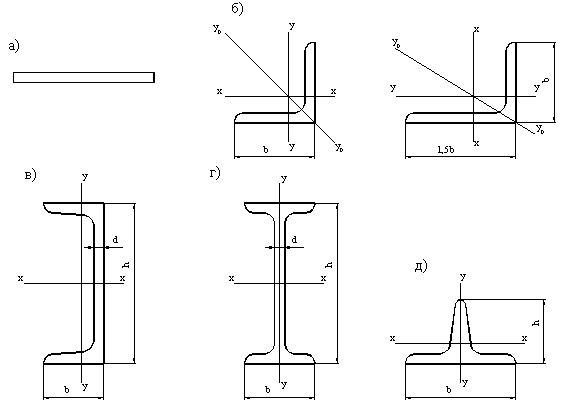 а)
б)
y₀ y
x x
b y y₀
y₀ x
y y b
x y₀
1,5b
в)
y
d
h
x x
b y
г)
y
d
h
x x
b y
д)
y
h
x x
y
b